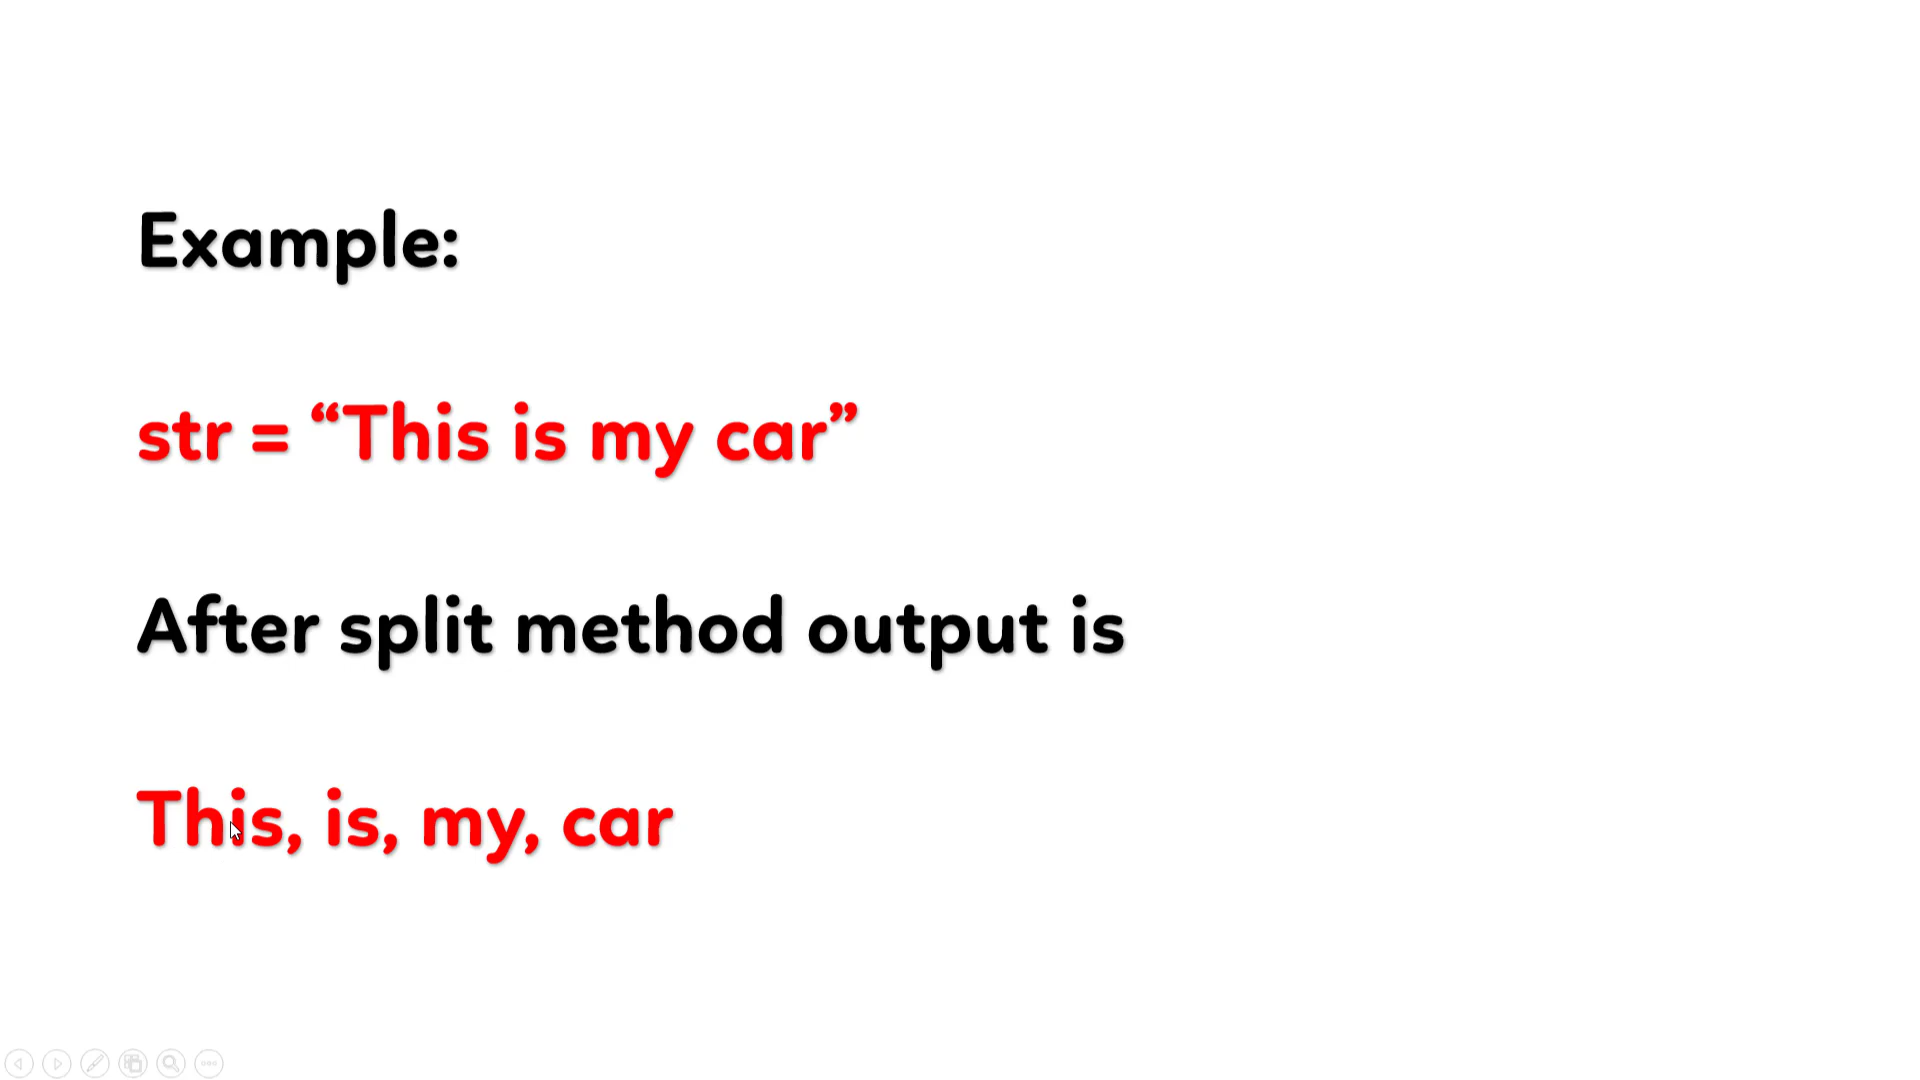 Example:
str = “This is my car”
After split method output is
This, is, my, car